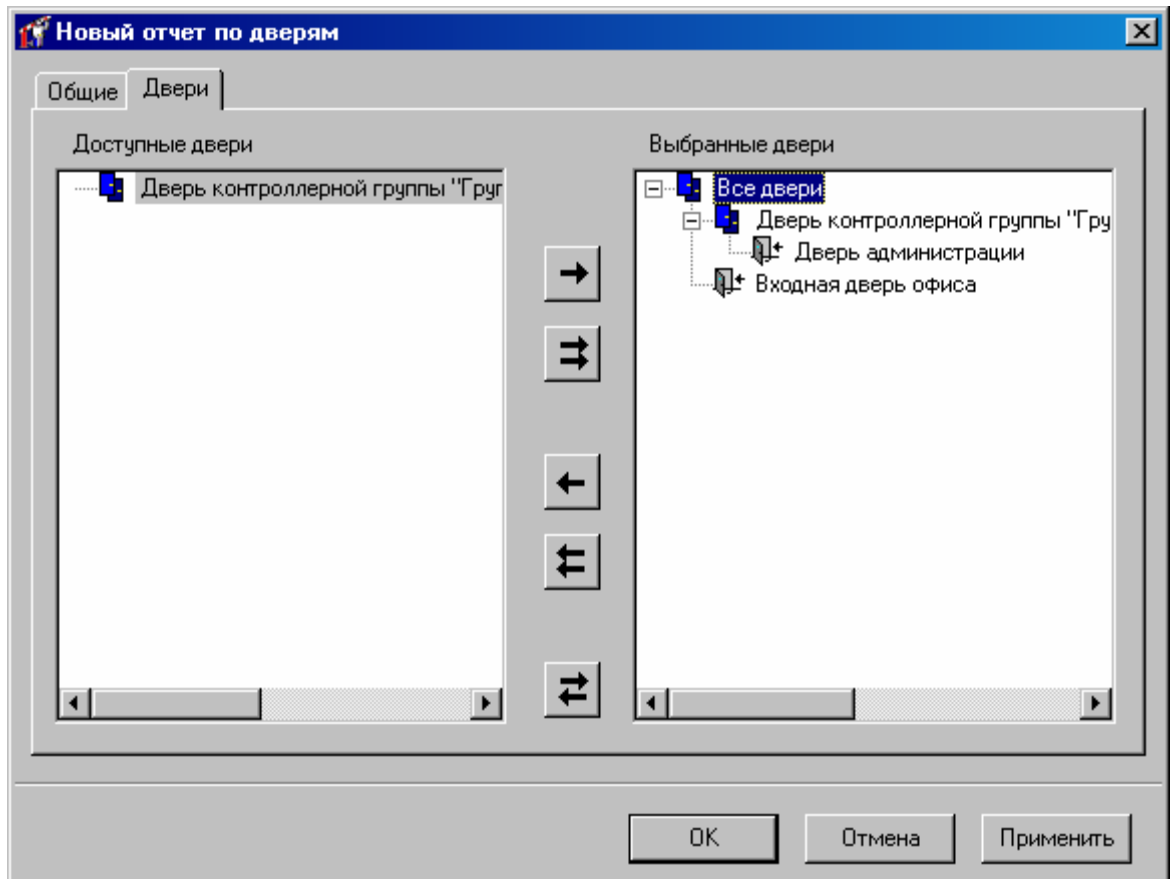 Новый отчет по дверям
Общие
Двери
Доступные двери
Выбранные двери
Дверь контроллерной группы "Груп
Все двери
Дверь контроллерной группы "Гру
Дверь администрации
Входная дверь офиса
OK
Отмена
Применить